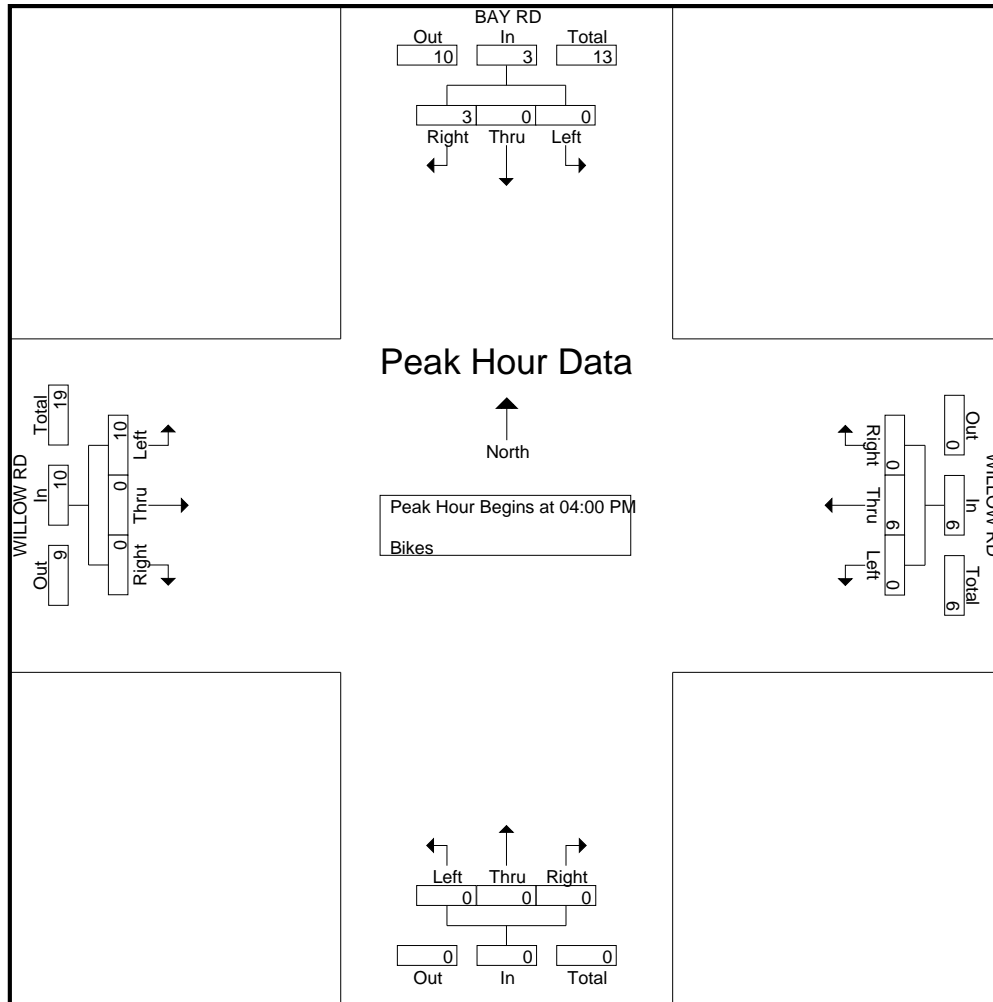 BAY RD
Out In Total
10 3 13
3 0 0
Right Thru Left
Peak Hour Data
North
Peak Hour Begins at 04:00 PM
Bikes
WILLOW RD
Total In Out
19 10 9
10 0 0
Left Thru Right
WILLOW RD
Out In Total
0 6 6
0 6 0
Right Thru Left
Left Thru Right
0 0 0
0 0 0
Out In Total